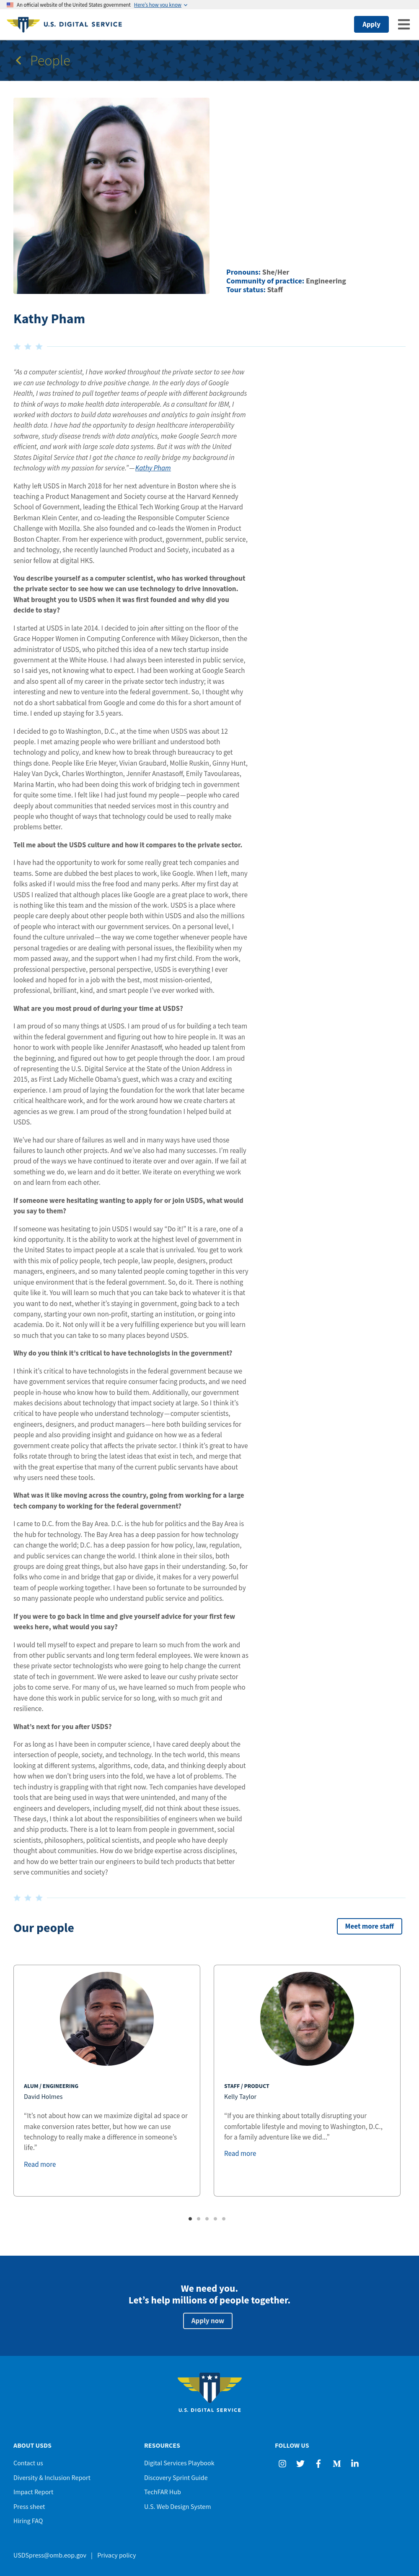 An official website of the United States government Here's how you know
U.S. DIGITAL SERVICE
Apply
People
Pronouns: She/Her
Community of practice: Engineering
Tour status: Staff
Kathy Pham
"As a computer scientist, I have worked throughout the private sector to see how
we can use technology to drive positive change. In the early days of Google
Health, I was trained to pull together teams of people with different backgrounds
to think of ways to make health data interoperable. As a consultant for IBM, I
worked with doctors to build data warehouses and analytics to gain insight from
health data. I have had the opportunity to design healthcare interoperability
software, study disease trends with data analytics, make Google Search more
efficient, and work with large scale data systems. But it was with the United
States Digital Service that I got the chance to really bridge my background in
technology with my passion for service." — Kathy Pham
Kathy left USDS in March 2018 for her next adventure in Boston where she is
teaching a Product Management and Society course at the Harvard Kennedy
School of Government, leading the Ethical Tech Working Group at the Harvard
Berkman Klein Center, and co-leading the Responsible Computer Science
Challenge with Mozilla. She also founded and co-leads the Women in Product
Boston Chapter. From her experience with product, government, public service,
and technology, she recently launched Product and Society, incubated as a
senior fellow at digital HKS.
You describe yourself as a computer scientist, who has worked throughout
the private sector to see how we can use technology to drive innovation.
What brought you to USDS when it was first founded and why did you
decide to stay?
I started at USDS in late 2014. I decided to join after sitting on the floor of the
Grace Hopper Women in Computing Conference with Mikey Dickerson, then the
administrator of USDS, who pitched this idea of a new tech startup inside
government at the White House. I had always been interested in public service,
so I said yes, not knowing what to expect. I had been working at Google Search
and also spent all of my career in the private sector tech industry; it was
interesting and new to venture into the federal government. So, I thought why
not do a short sabbatical from Google and come do this for a short amount of
time. I ended up staying for 3.5 years.
I decided to go to Washington, D.C., at the time when USDS was about 12
people. I met amazing people who were brilliant and understood both
technology and policy, and knew how to break through bureaucracy to get
things done. People like Erie Meyer, Vivian Graubard, Mollie Ruskin, Ginny Hunt,
Haley Van Dyck, Charles Worthington, Jennifer Anastasoff, Emily Tavoulareas,
Marina Martin, who had been doing this work of bridging tech in government
for quite some time. I felt like I had just found my people — people who cared
deeply about communities that needed services most in this country and
people who thought of ways that technology could be used to really make
problems better.
Tell me about the USDS culture and how it compares to the private sector.
I have had the opportunity to work for some really great tech companies and
teams. Some are dubbed the best places to work, like Google. When I left, many
folks asked if I would miss the free food and many perks. After my first day at
USDS I realized that although places like Google are a great place to work, there
is nothing like this team and the mission of the work. USDS is a place where
people care deeply about other people both within USDS and also the millions
of people who interact with our government services. On a personal level, I
found the culture unrivaled — the way we come together whenever people have
personal tragedies or are dealing with personal issues, the flexibility when my
mom passed away, and the support when I had my first child. From the work,
professional perspective, personal perspective, USDS is everything I ever
looked and hoped for in a job with the best, most mission-oriented,
professional, brilliant, kind, and smart people I've ever worked with.
What are you most proud of during your time at USDS?
I am proud of so many things at USDS. I am proud of us for building a tech team
within the federal government and figuring out how to hire people in. It was an
honor to work with people like Jennifer Anastasoff, who headed up talent from
the beginning, and figured out how to get people through the door. I am proud
of representing the U.S. Digital Service at the State of the Union Address in
2015, as First Lady Michelle Obama's guest, which was a crazy and exciting
experience. I am proud of laying the foundation for the work that later became
critical healthcare work, and for the work around how we create charters at
agencies as we grew. I am proud of the strong foundation I helped build at
USDS.
We've had our share of failures as well and in many ways have used those
failures to launch other projects. And we've also had many successes. I'm really
proud of the ways we have continued to iterate over and over again. If we fail at
something we do, we learn and do it better. We iterate on everything we work
on and learn from each other.
If someone were hesitating wanting to apply for or join USDS, what would
you say to them?
If someone was hesitating to join USDS I would say "Do it!" It is a rare, one of a
kind opportunity. It is the ability to work at the highest level of government in
the United States to impact people at a scale that is unrivaled. You get to work
with this mix of policy people, tech people, law people, designers, product
managers, engineers, and so many talented people coming together in this very
unique environment that is the federal government. So, do it. There is nothing
quite like it. You will learn so much that you can take back to whatever it is that
you want to do next, whether it's staying in government, going back to a tech
company, starting your own non-profit, starting an institution, or going into
academia. Do it. Not only will it be a very fulfilling experience but you will learn
so much that you can take to so many places beyond USDS.
Why do you think it's critical to have technologists in the government?
I think it's critical to have technologists in the federal government because we
have government services that require consumer facing products, and we need
people in-house who know how to build them. Additionally, our government
makes decisions about technology that impact society at large. So I think it's
critical to have people who understand technology — computer scientists,
engineers, designers, and product managers — here both building services for
people and also providing insight and guidance on how we as a federal
government create policy that affects the private sector. I think it's great to have
folks rotate through to bring the latest ideas that exist in tech, and merge that
with the great expertise that many of the current public servants have about
why users need these tools.
What was it like moving across the country, going from working for a large
tech company to working for the federal government?
I came to D.C. from the Bay Area. D.C. is the hub for politics and the Bay Area is
the hub for technology. The Bay Area has a deep passion for how technology
can change the world; D.C. has a deep passion for how policy, law, regulation,
and public services can change the world. I think alone in their silos, both
groups are doing great things, but also have gaps in their understanding. So, for
folks who come in and bridge that gap or divide, it makes for a very powerful
team of people working together. I have been so fortunate to be surrounded by
so many passionate people who understand public service and politics.
If you were to go back in time and give yourself advice for your first few
weeks here, what would you say?
I would tell myself to expect and prepare to learn so much from the work and
from other public servants and long term federal employees. We were known as
these private sector technologists who were going to help change the current
state of tech in government. We were asked to leave our cushy private sector
jobs to come serve. For many of us, we have learned so much from people who
have done this work in public service for so long, with so much grit and
resilience.
What's next for you after USDS?
For as long as I have been in computer science, I have cared deeply about the
intersection of people, society, and technology. In the tech world, this means
looking at different systems, algorithms, code, data, and thinking deeply about
how when we don't bring users into the fold, we have a lot of problems. The
tech industry is grappling with that right now. Tech companies have developed
tools that are being used in ways that were unintended, and many of the
engineers and developers, including myself, did not think about these issues.
These days, I think a lot about the responsibilities of engineers when we build
and ship products. There is a lot to learn from people in government, social
scientists, philosophers, political scientists, and people who have deeply
thought about communities. How do we bridge expertise across disciplines,
and how do we better train our engineers to build tech products that better
serve communities and society?
Our people
Meet more staff
ALUM / ENGINEERING
David Holmes
"It's not about how can we maximize digital ad space or
make conversion rates better, but how we can use
technology to really make a difference in someone's
life."
Read more
STAFF / PRODUCT
Kelly Taylor
"If you are thinking about totally disrupting your
comfortable lifestyle and moving to Washington, D.C.,
for a family adventure like we did..."
Read more
We need you.
Let's help millions of people together.
Apply now
U.S. DIGITAL SERVICE
ABOUT USDS
Contact us
Diversity & Inclusion Report
Impact Report
Press sheet
Hiring FAQ
RESOURCES
Digital Services Playbook
Discovery Sprint Guide
TechFAR Hub
U.S. Web Design System
FOLLOW US
USDSpress@omb.eop.gov | Privacy policy